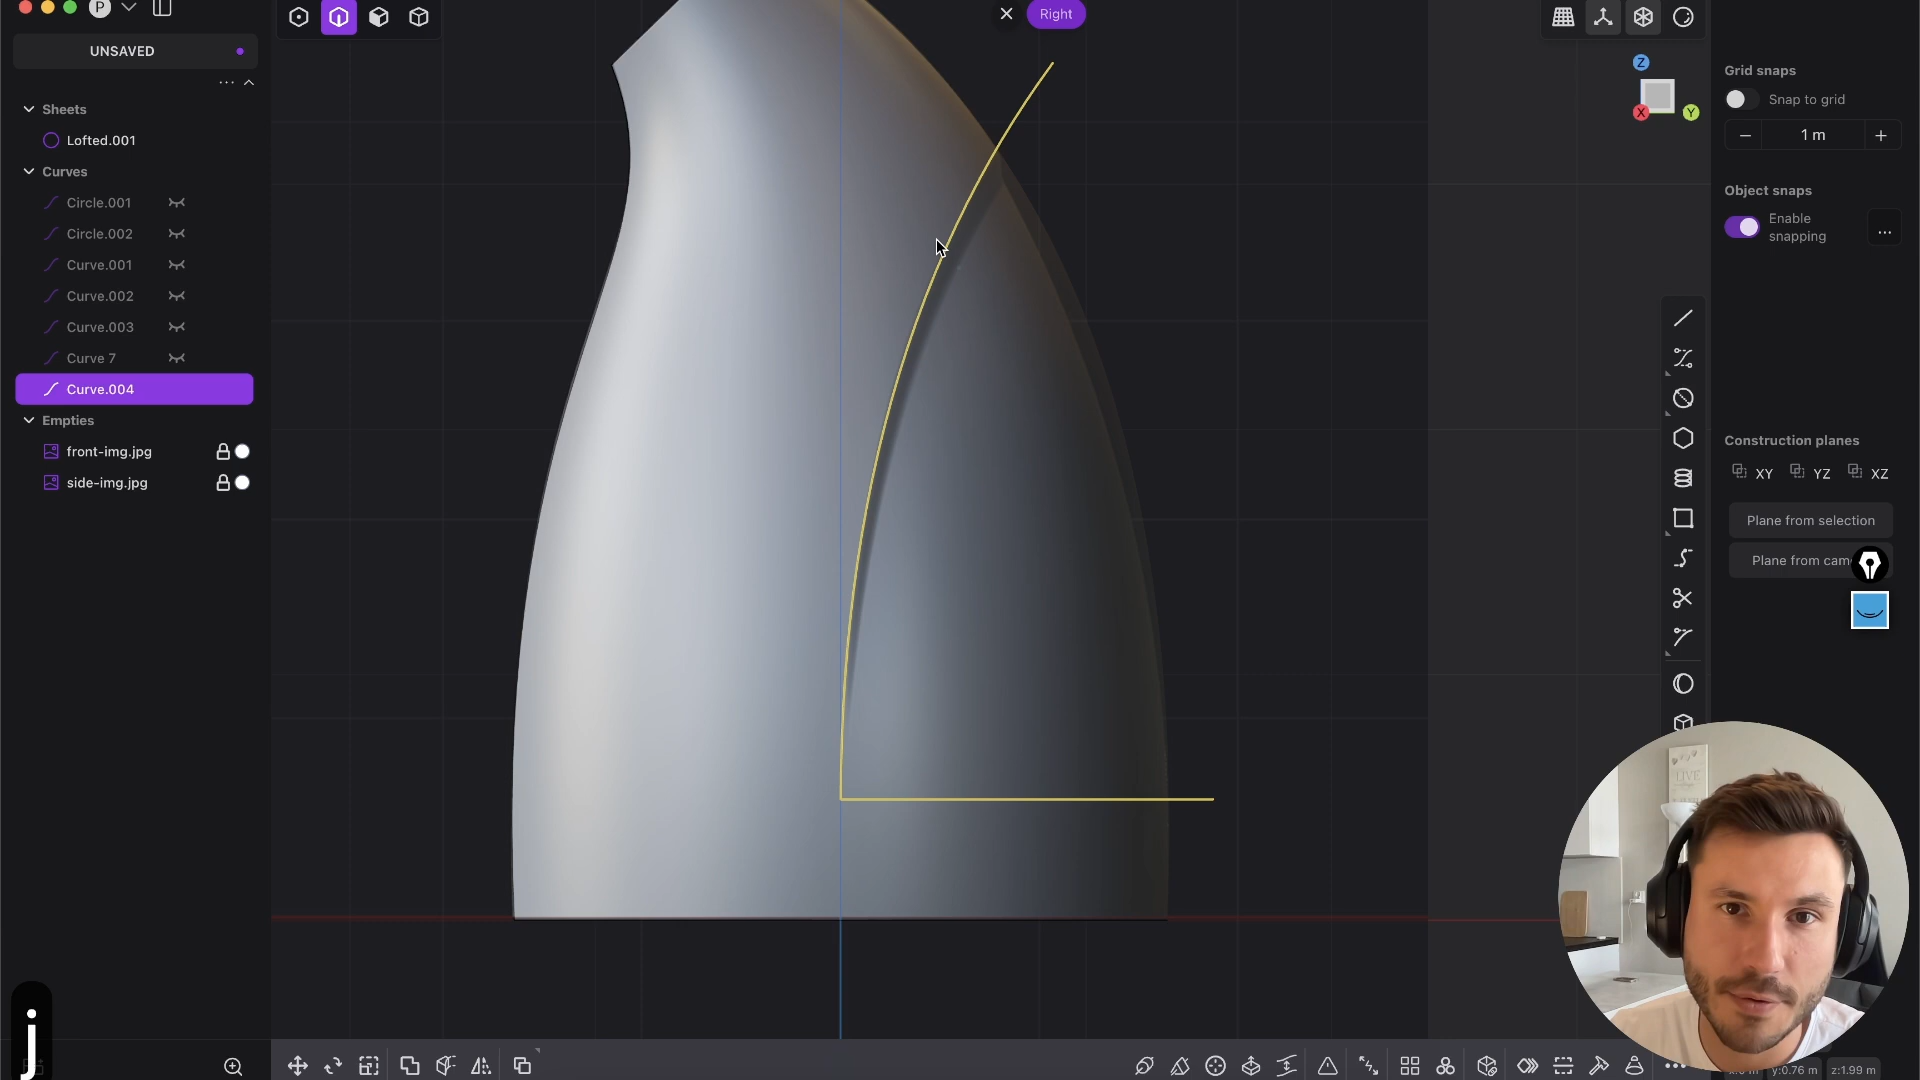 P
UNSAVED
Right
Sheets
Lofted.001
Curves
Circle.001
Circle.002
Curve.001
Curve.002
Curve.003
Curve 7
Curve.004
Empties
front-img.jpg
side-img.jpg
Z
X
Y
Grid snaps
Snap to grid
1 m
Object snaps
Enable
snapping
...
Construction planes
XY
YZ
XZ
Plane from selection
Plane from cam
LIVE
j
y:0.76 m
z:1.99 m